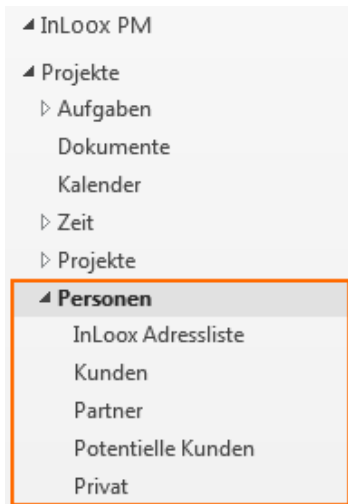 InLoox PM
Projekte
Aufgaben
Dokumente
Kalender
Zeit
Projekte
Personen
InLoox Adressliste
Kunden
Partner
Potentielle Kunden
Privat